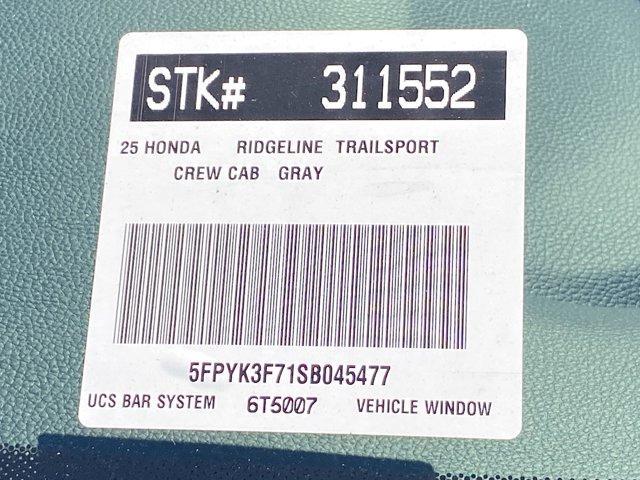 STK# 311552
25 HONDA RIDGELINE TRAILSPORT
CREW CAB GRAY
5FPYK3F71SB045477
UCS BAR SYSTEM 6T5007 VEHICLE WINDOW